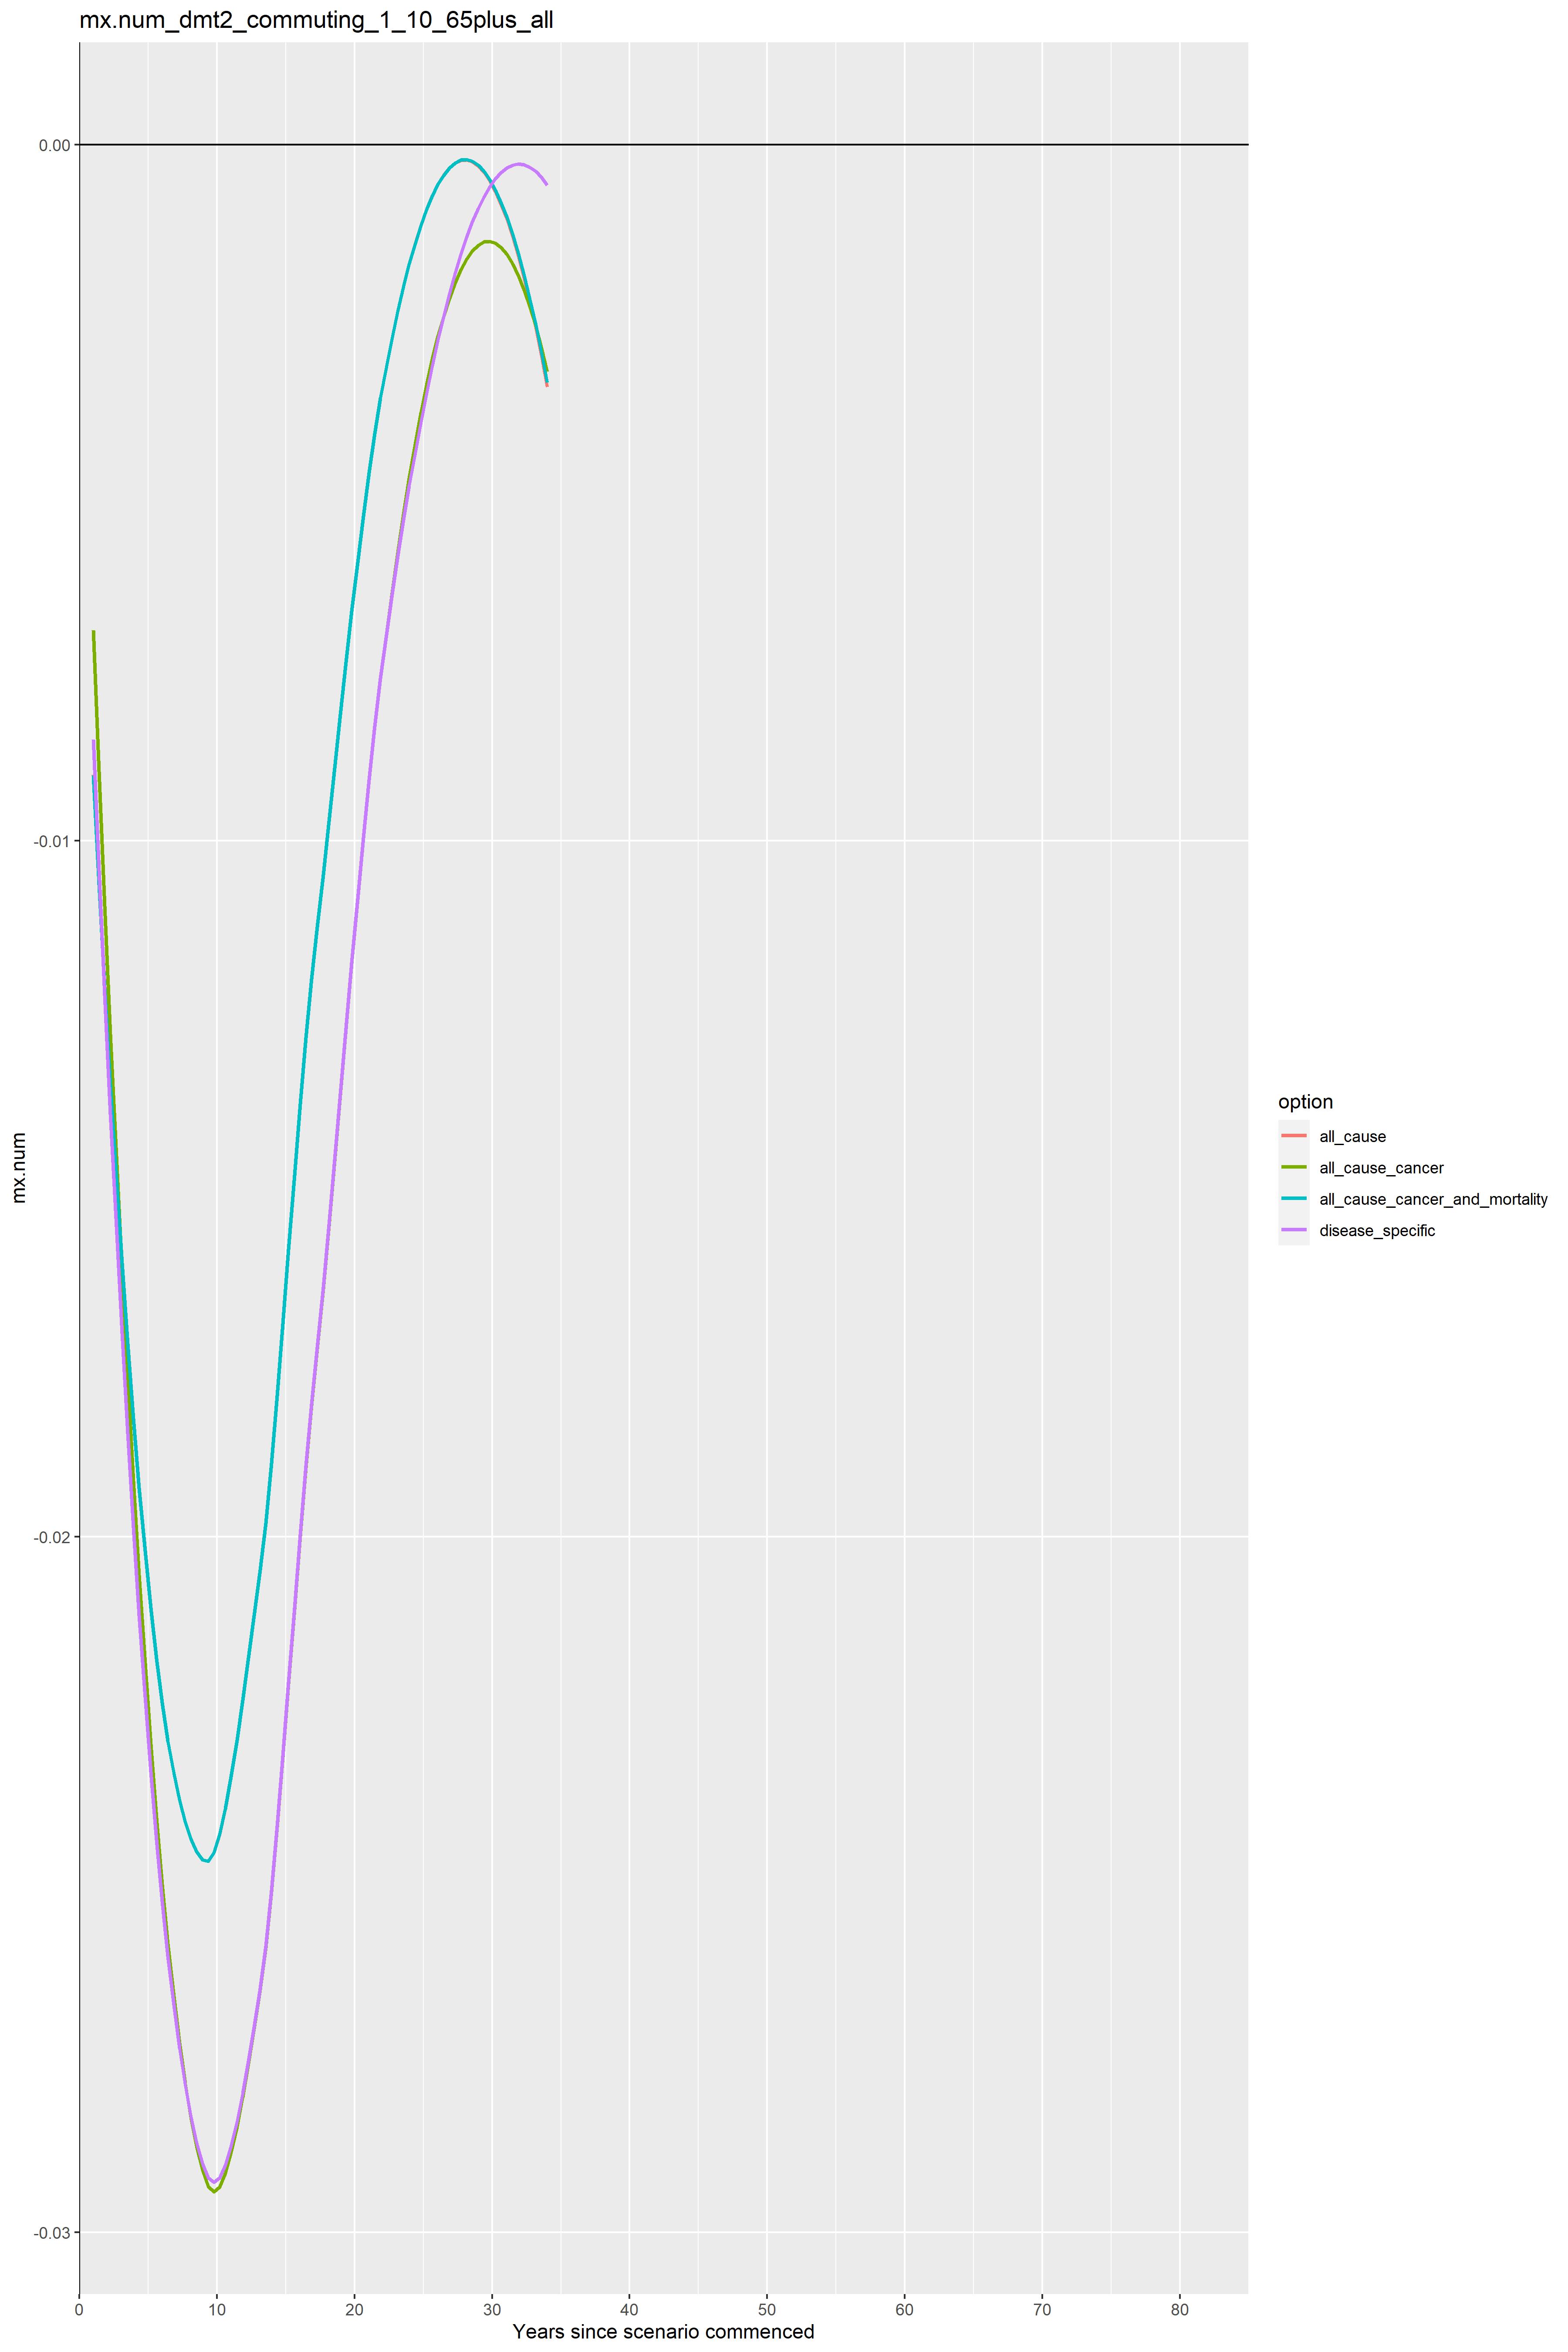 mx.num_dmt2_commuting_1_10_65plus_all
0.00
-0.01
-0.02
-0.03
mx.num
0 10 20 30 40 50 60 70 80
Years since scenario commenced
option
all_cause
all_cause_cancer
all_cause_cancer_and_mortality
disease_specific